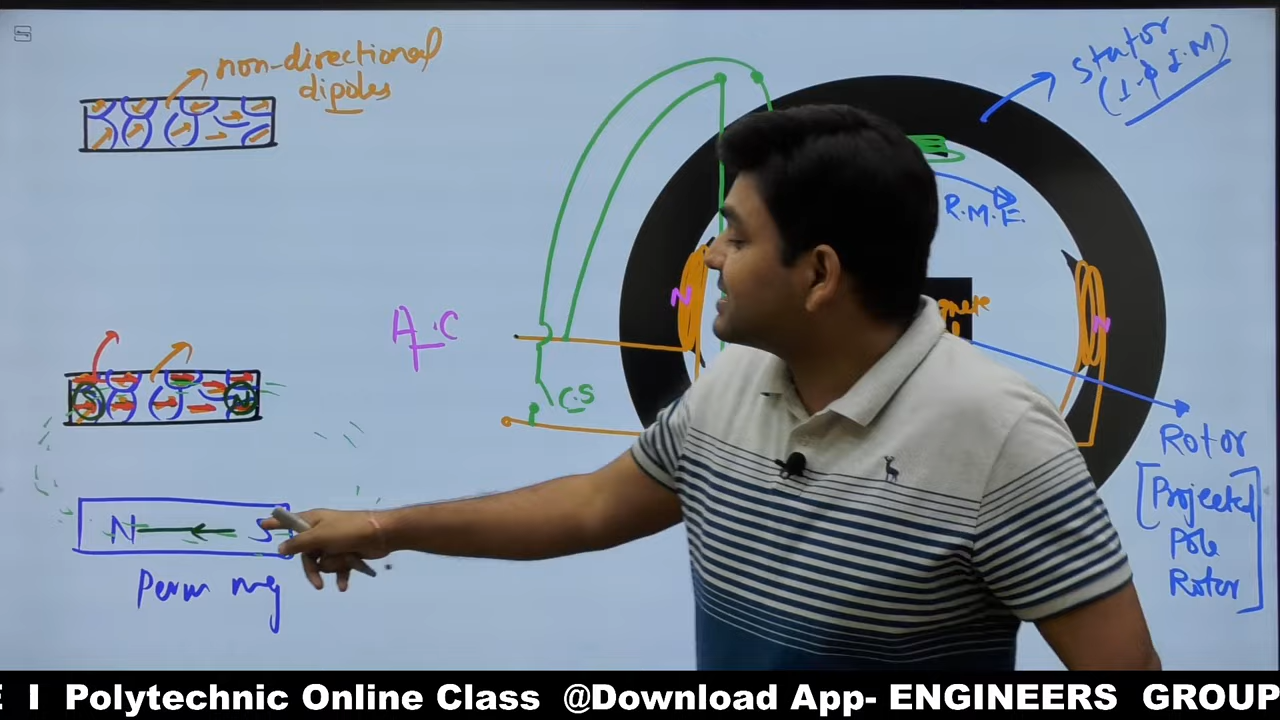 non-directional
dipoles
Stator
(1-ϕ I.M)
R.M.F.
N
N
A.C
C.S
S
N
Rotor
[Projected
Pole
Rotor]
N
S
Perm mg
E I Polytechnic Online Class @Download App- ENGINEERS GROUP